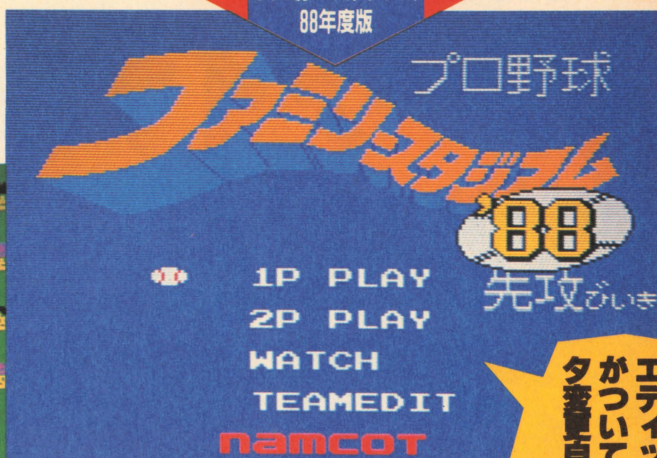 88年度版
プロ野球
ファミリースタジアム
'88
先攻びいき
1P PLAY
2P PLAY
WATCH
TEAMEDIT
namcot
エディッ
がついて
タ変更自